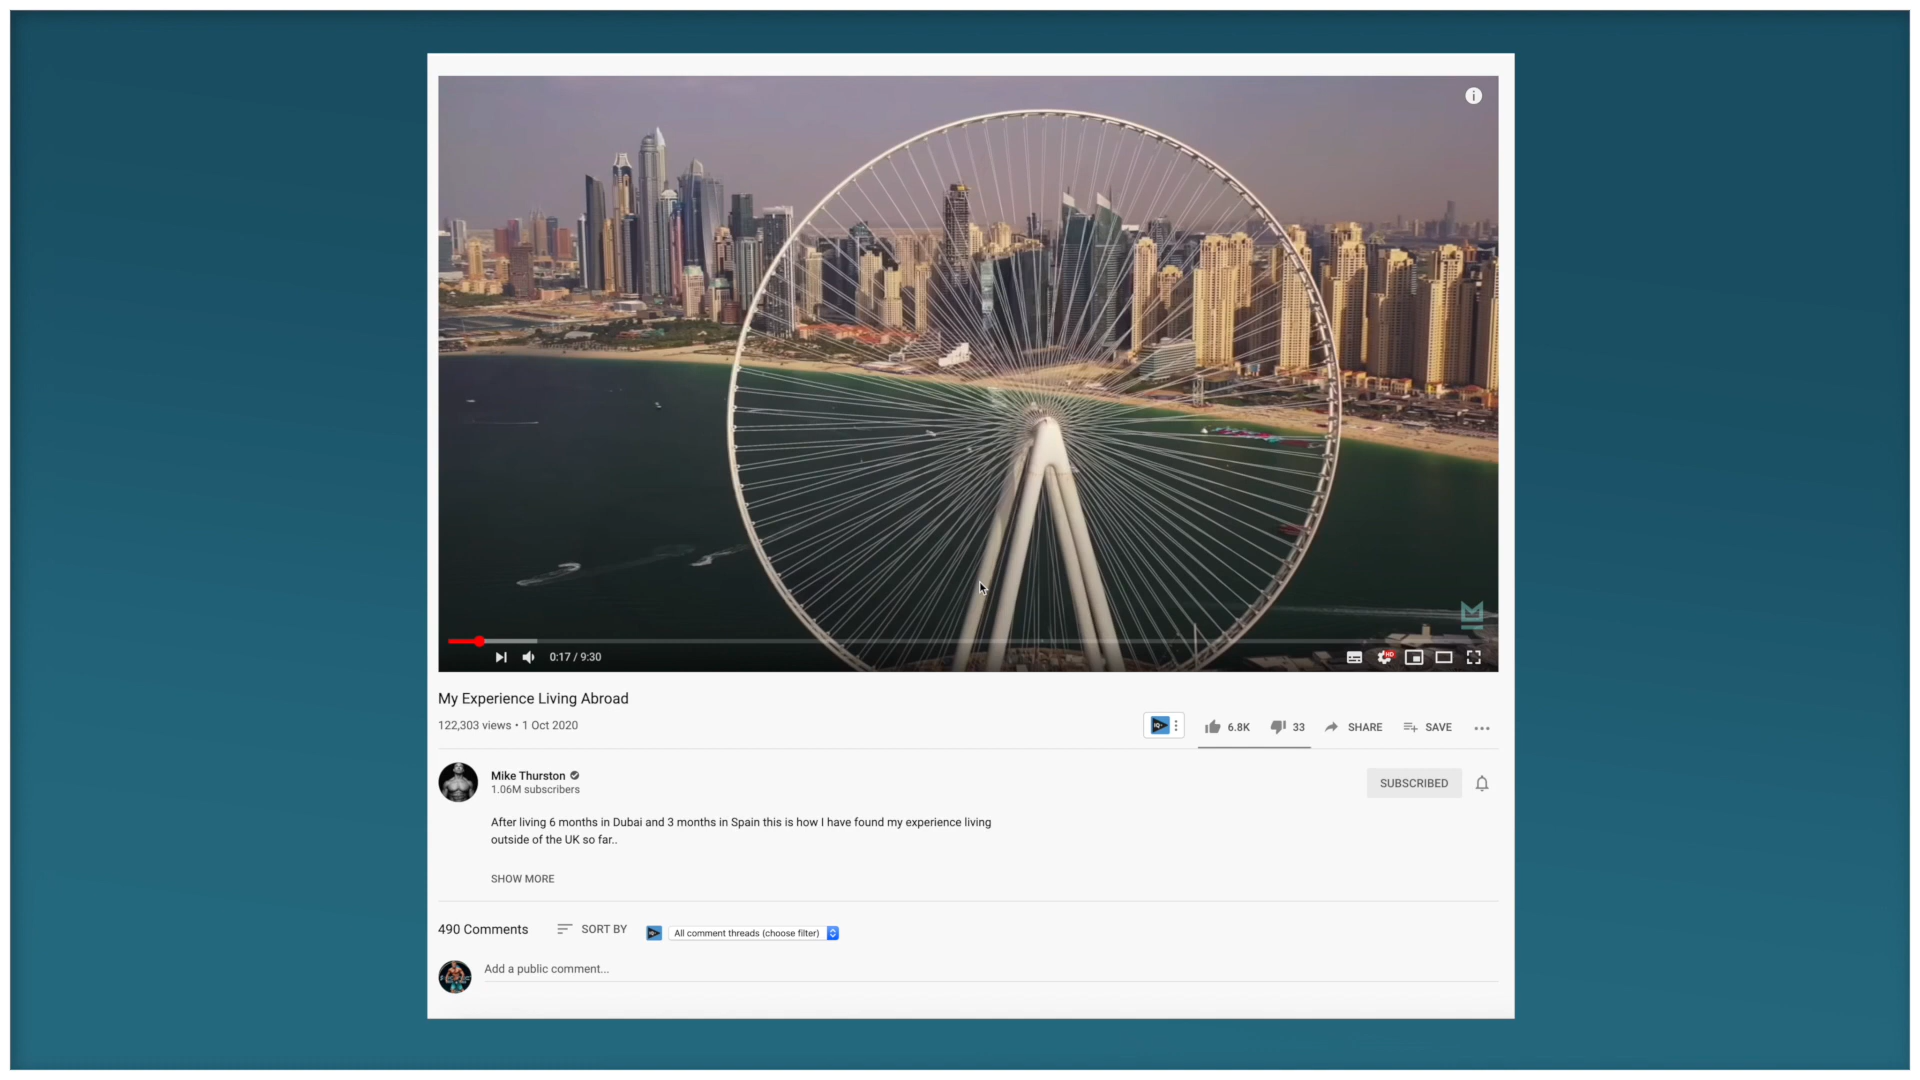 0:17 / 9:30
HD
My Experience Living Abroad
122,303 views • 1 Oct 2020
6.8K
33
SHARE
SAVE
Mike Thurston
1.06M subscribers
SUBSCRIBED
After living 6 months in Dubai and 3 months in Spain this is how I have found my experience living
outside of the UK so far..
SHOW MORE
490 Comments
SORT BY
All comment threads (choose filter)
Add a public comment...